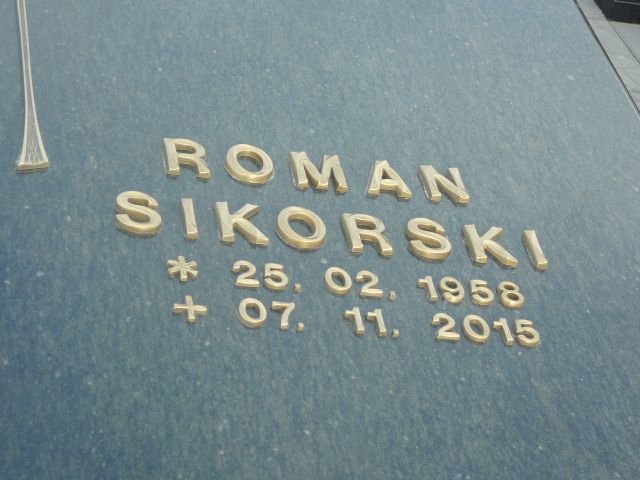 ROMAN
SIKORSKI
* 25. 02. 1958
+ 07. 11. 2015